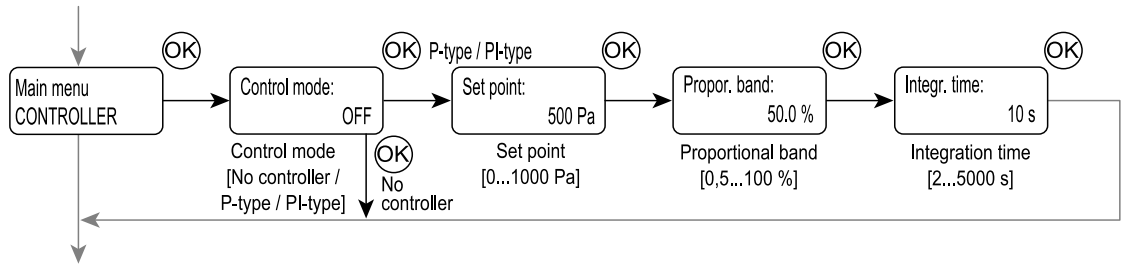 OK
OK P-type / PI-type
OK
OK
OK
Main menu
CONTROLLER
Control mode:
OFF
Set point:
500 Pa
Propor. band:
50.0 %
Integr. time:
10 s
Control mode
[No controller /
P-type / PI-type]
OK
No
controller
Set point
[0...1000 Pa]
Proportional band
[0,5...100 %]
Integration time
[2...5000 s]